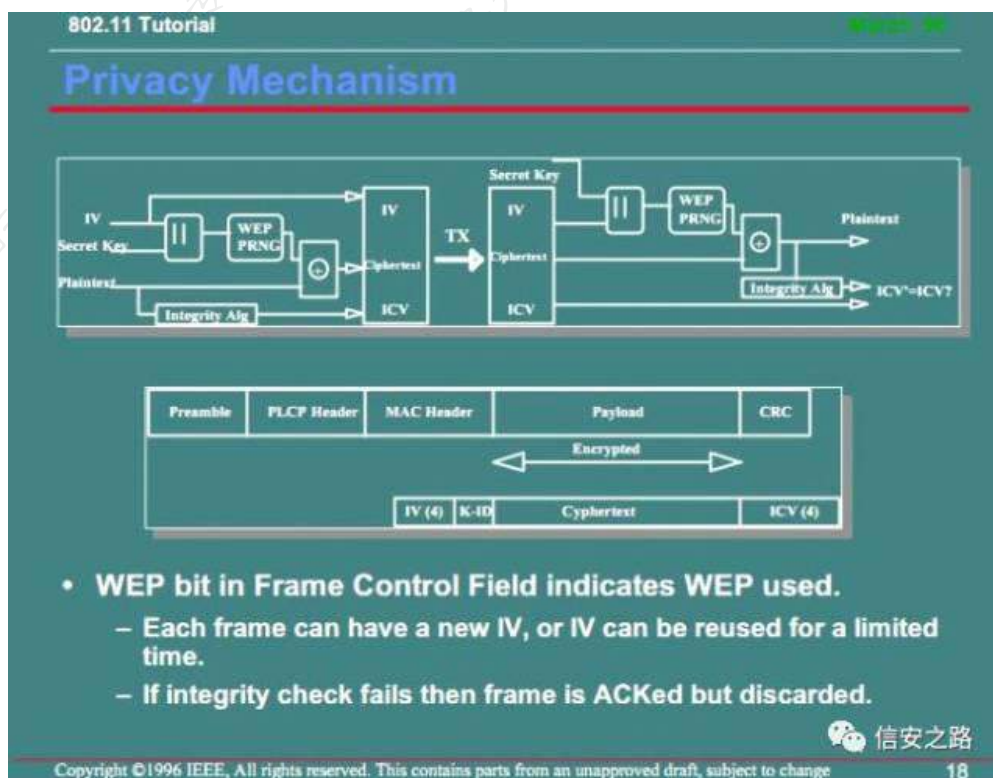 802.11 Tutorial
March 96
Privacy Mechanism
IV
Secret Key
Plaintext
||
WEP
PRNG
+
Integrity Alg
IV
Ciphertext
ICV
TX
Secret Key
IV
Ciphertext
ICV
||
WEP
PRNG
+
Plaintext
Integrity Alg
ICV'=ICV?
Preamble PLCP Header MAC Header Payload CRC
Encrypted
IV (4) K-ID Cyphertext ICV (4)
• WEP bit in Frame Control Field indicates WEP used.
– Each frame can have a new IV, or IV can be reused for a limited
time.
– If integrity check fails then frame is ACKed but discarded.
信安之路
Copyright ©1996 IEEE, All rights reserved. This contains parts from an unapproved draft, subject to change 18